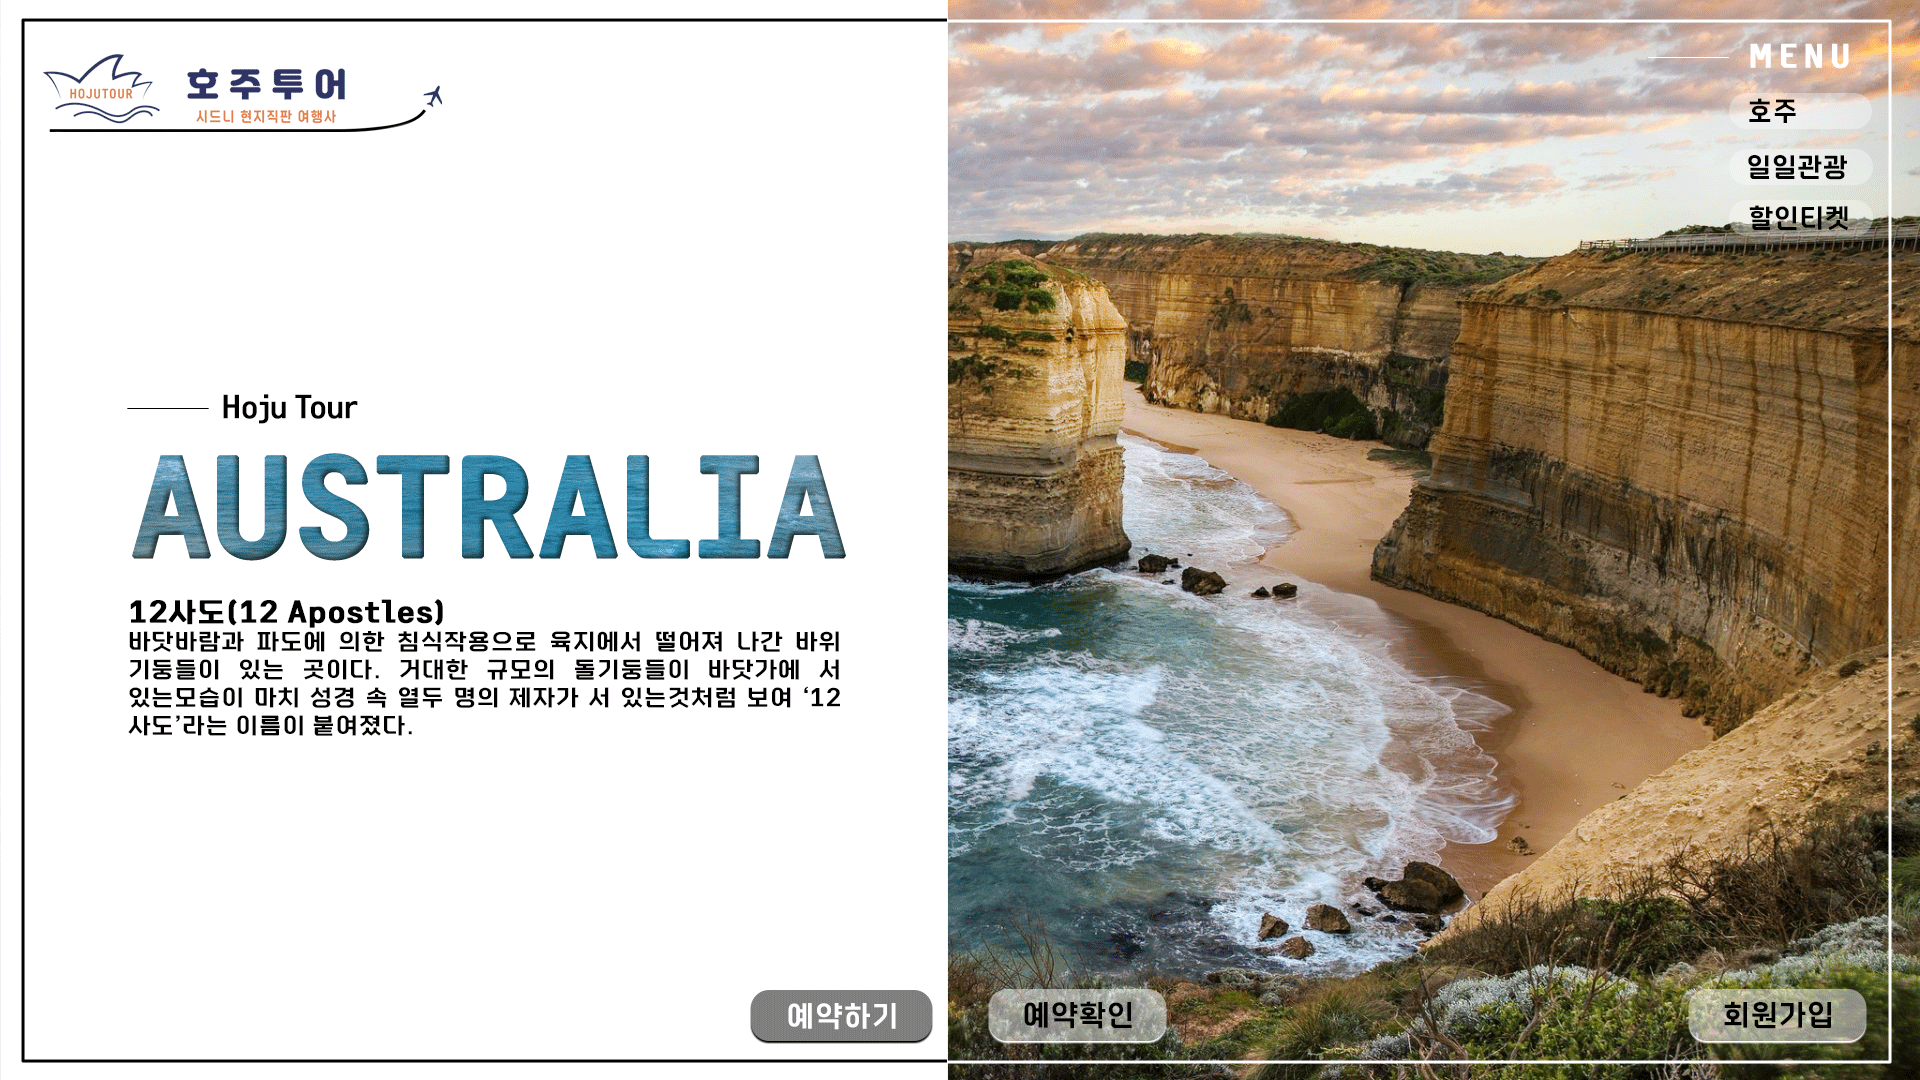 HOJUTOUR
호주투어
시드니 현지직판 여행사
MENU
호주
일일관광
할인티켓
Hoju Tour
AUSTRALIA
12사도(12 Apostles)
바닷바람과 파도에 의한 침식작용으로 육지에서 떨어져 나간 바위
기둥들이 있는 곳이다. 거대한 규모의 돌기둥들이 바닷가에 서
있는모습이 마치 성경 속 열두 명의 제자가 서 있는것처럼 보여 ‘12
사도’라는 이름이 붙여졌다.
예약하기
예약확인
회원가입